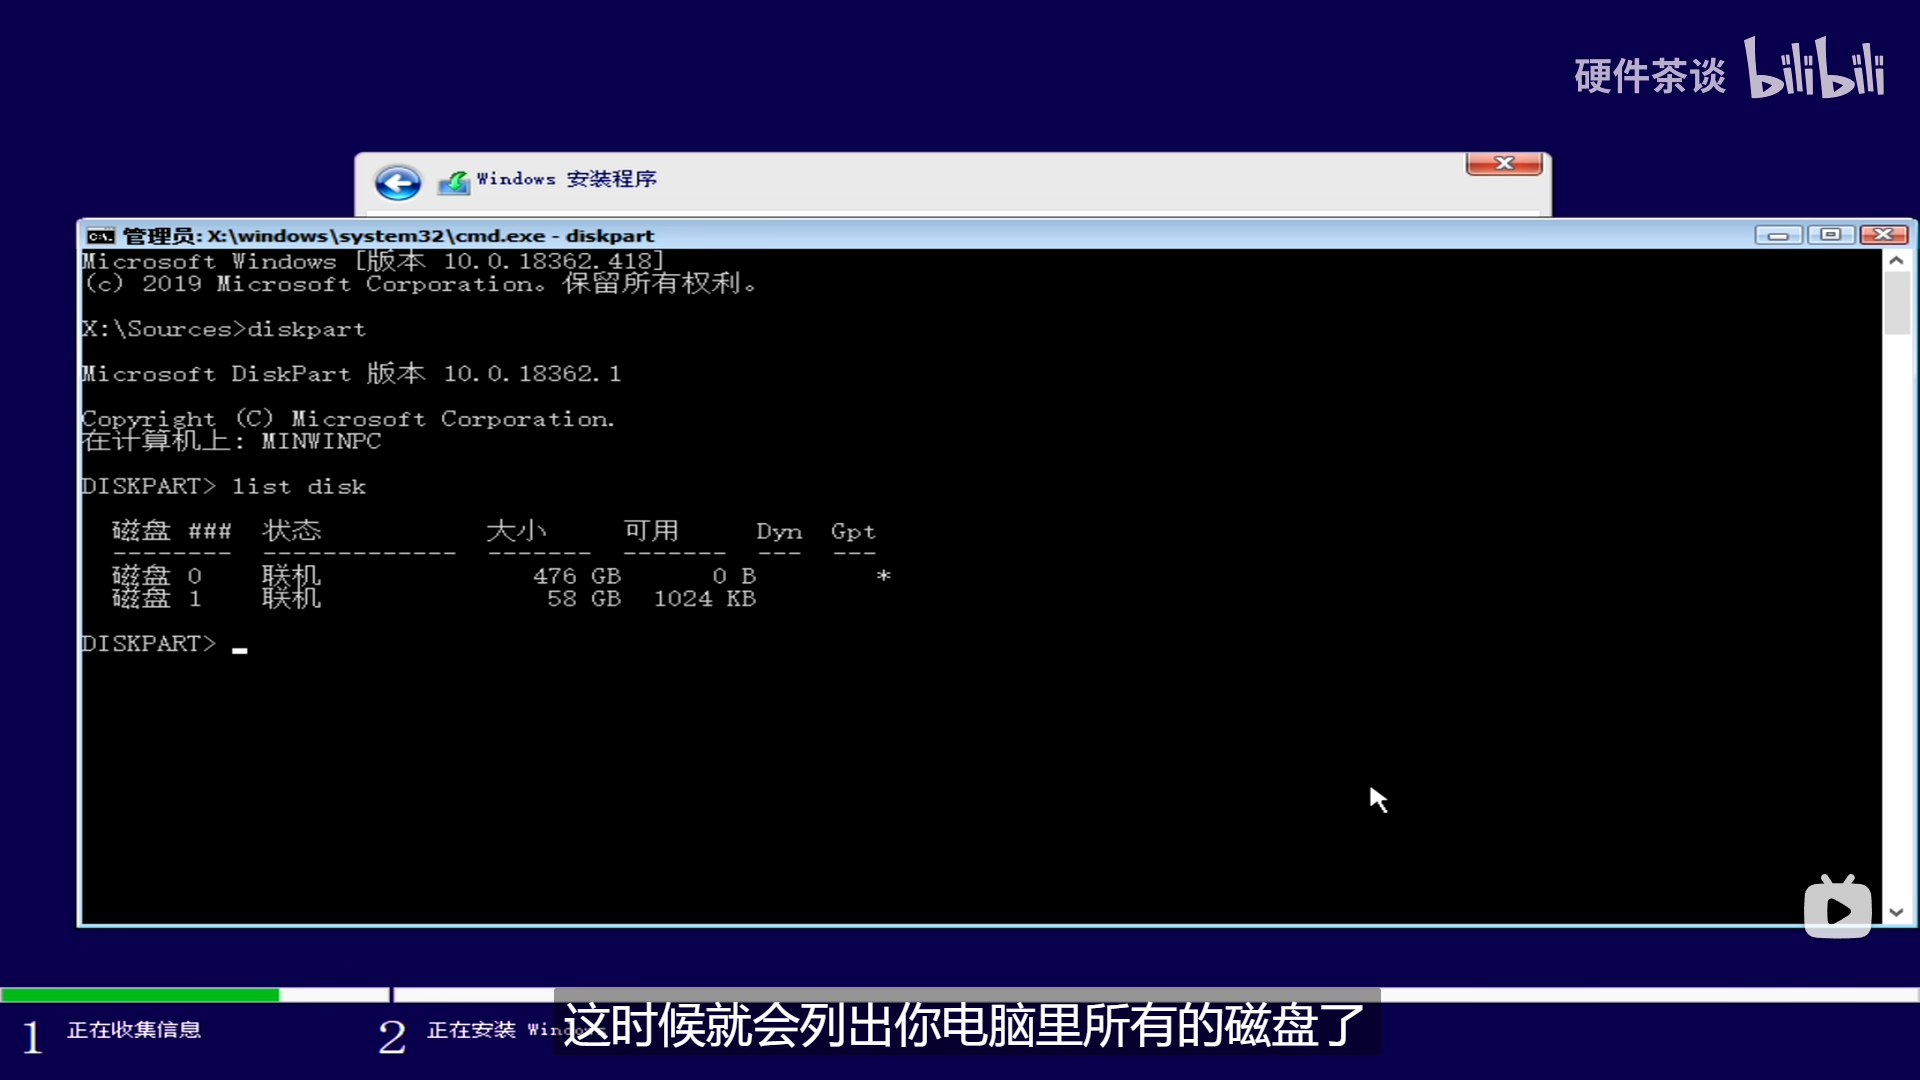 硬件茶谈 bilibili
Windows 安装程序
管理员: X:\windows\system32\cmd.exe - diskpart
Microsoft Windows [版本 10.0.18362.418]
(c) 2019 Microsoft Corporation。保留所有权利。
X:\Sources>diskpart
Microsoft DiskPart 版本 10.0.18362.1
Copyright (C) Microsoft Corporation.
在计算机上: MINWINPC
DISKPART> list disk
磁盘 ### 状态 大小 可用 Dyn Gpt
-------- ------------- ------- ------- --- ---
磁盘 0 联机 476 GB 0 B *
磁盘 1 联机 58 GB 1024 KB
DISKPART>
1 正在收集信息 2 正在安装 Windows
这时候就会列出你电脑里所有的磁盘了